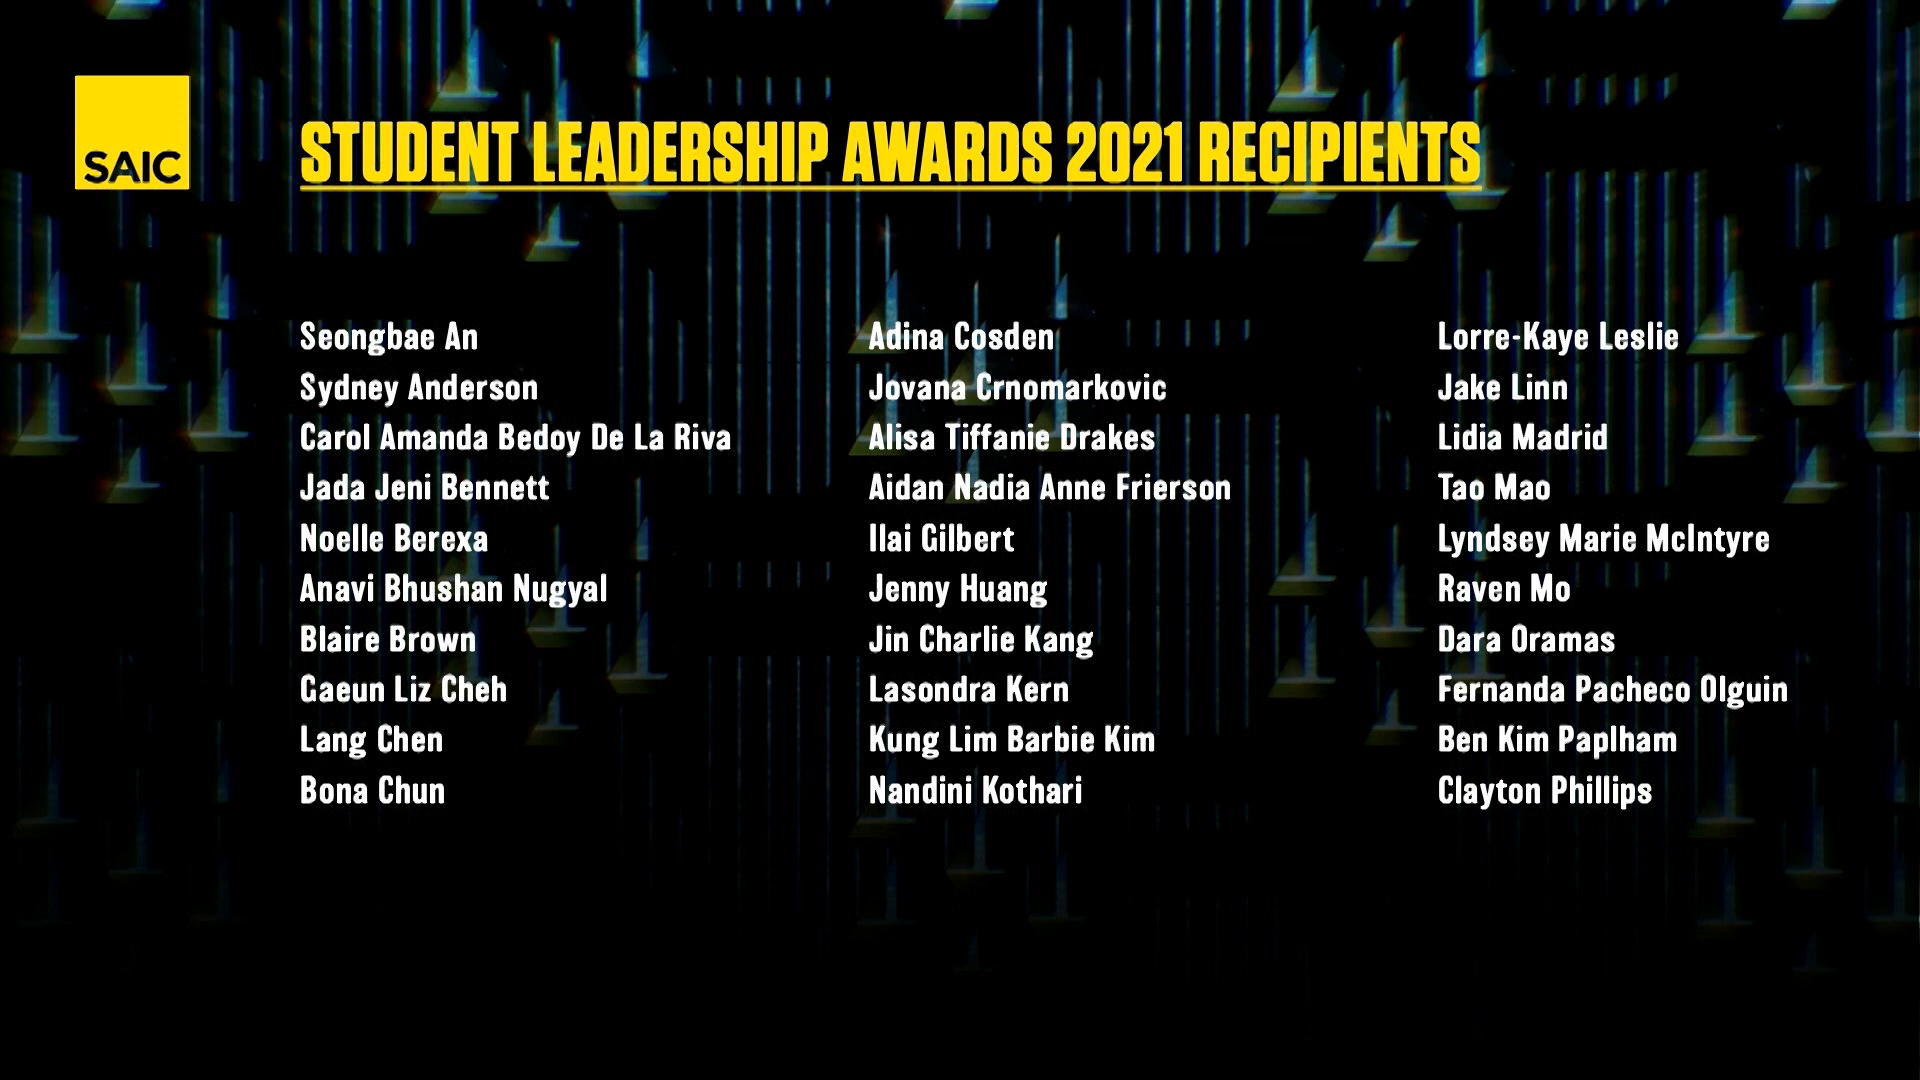 SAIC
STUDENT LEADERSHIP AWARDS 2021 RECIPIENTS
Seongbae An
Sydney Anderson
Carol Amanda Bedoy De La Riva
Jada Jeni Bennett
Noelle Berexa
Anavi Bhushan Nugyal
Blaire Brown
Gaeun Liz Cheh
Lang Chen
Bona Chun
Adina Cosden
Jovana Crnomarkovic
Alisa Tiffanie Drakes
Aidan Nadia Anne Frierson
Ilai Gilbert
Jenny Huang
Jin Charlie Kang
Lasondra Kern
Kung Lim Barbie Kim
Nandini Kothari
Lorre-Kaye Leslie
Jake Linn
Lidia Madrid
Tao Mao
Lyndsey Marie McIntyre
Raven Mo
Dara Oramas
Fernanda Pacheco Olguin
Ben Kim Paplham
Clayton Phillips